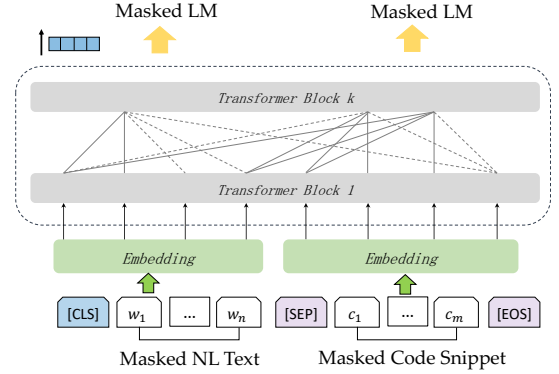 Masked LM Masked LM
Transformer Block k
Transformer Block 1
Embedding Embedding
[CLS] w₁ ... wₙ [SEP] c₁ ... cₘ [EOS]
Masked NL Text Masked Code Snippet